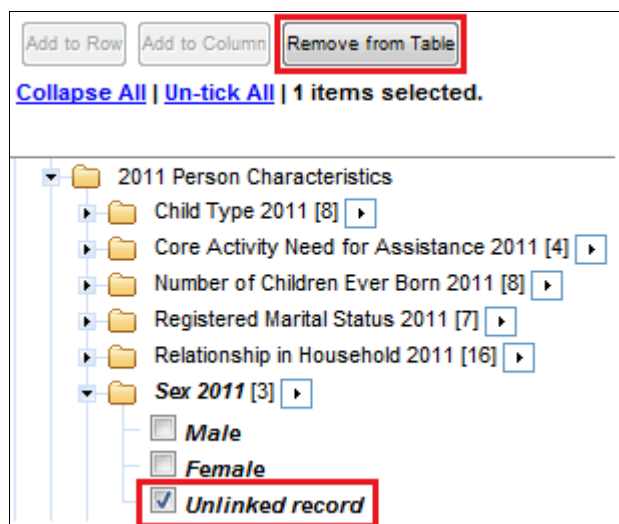 Add to Row Add to Column Remove from Table
Collapse All | Un-tick All | 1 items selected.
2011 Person Characteristics
Child Type 2011 [8]
Core Activity Need for Assistance 2011 [4]
Number of Children Ever Born 2011 [8]
Registered Marital Status 2011 [7]
Relationship in Household 2011 [16]
Sex 2011 [3]
Male
Female
Unlinked record